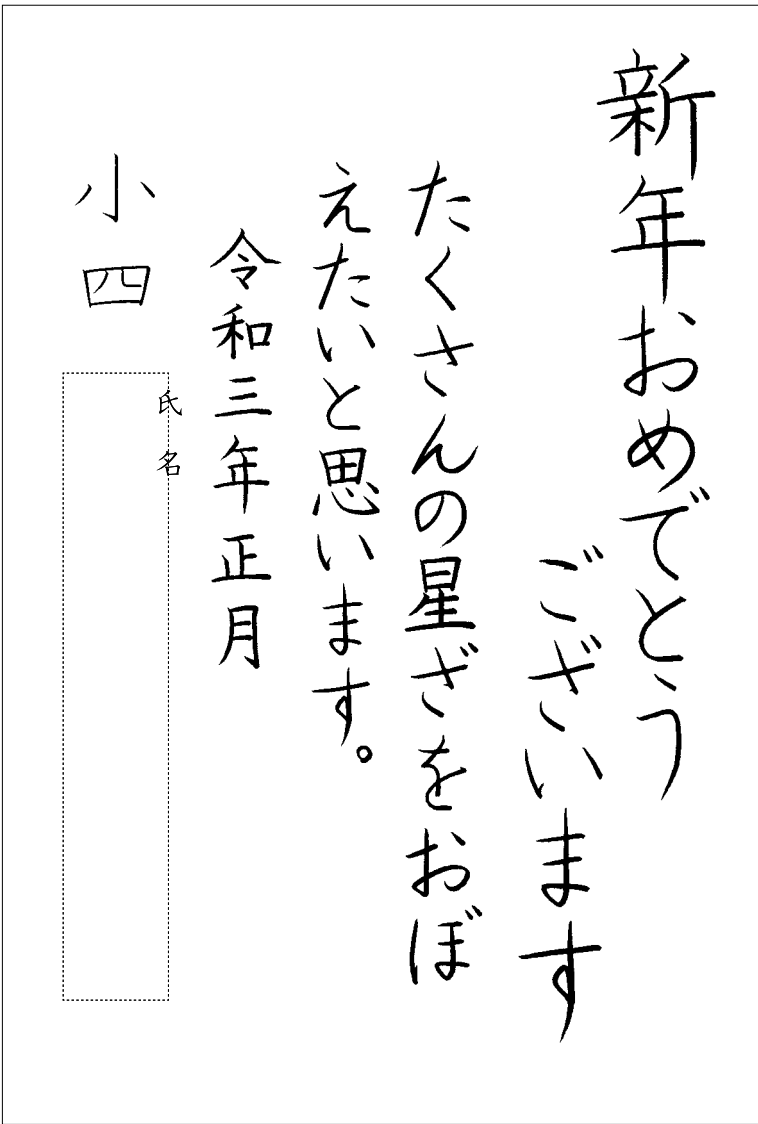 新年おめでとう
ございます
たくさんの星ざをおぼ
えたいと思います。
令和三年正月
小四
氏名